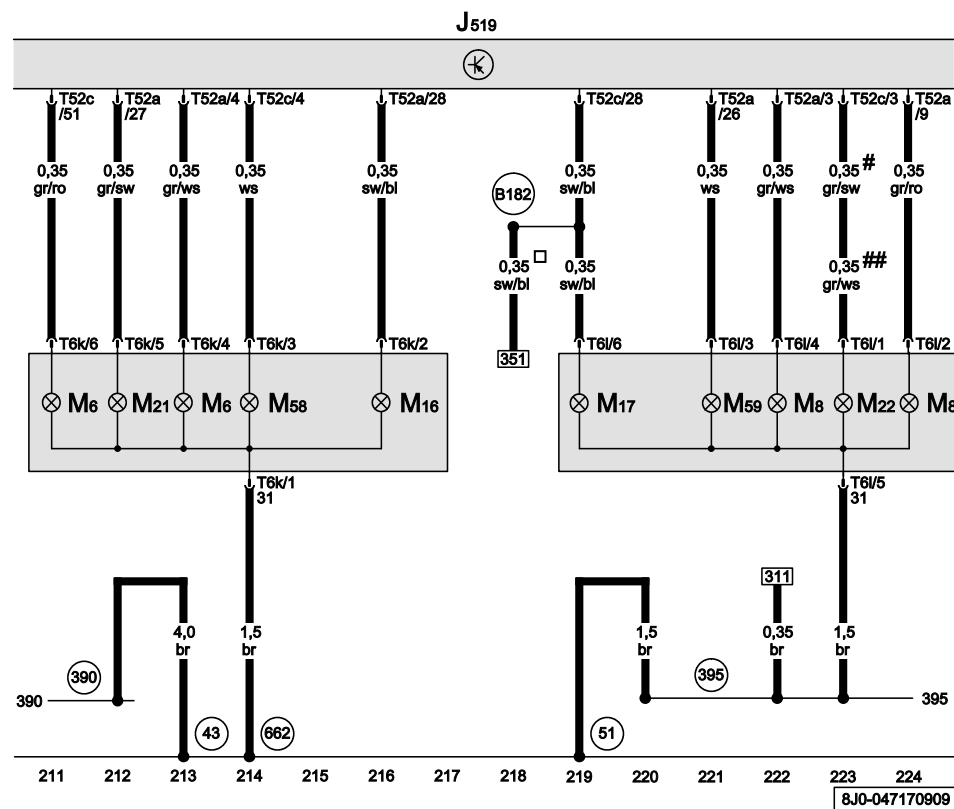 J519
T52c/51 T52a/27 T52a/4 T52c/4 T52a/28 T52c/28 T52a/26 T52a/3 T52c/3 T52a/9
0,35 gr/ro 0,35 gr/sw 0,35 gr/ws 0,35 ws 0,35 sw/bl 0,35 sw/bl 0,35 ws 0,35 gr/ws 0,35 gr/sw # 0,35 gr/ro
B182
0,35 sw/bl 0,35 sw/bl 0,35 gr/ws ##
T6k/6 T6k/5 T6k/4 T6k/3 T6k/2 T6l/6 T6l/3 T6l/4 T6l/1 T6l/2
351
M6 M21 M6 M58 M16 M17 M59 M8 M22 M8
T6k/1 31 T6l/5 31
311
4,0 br 1,5 br 1,5 br 0,35 br 1,5 br
390 390 395 395
43 662 51
211 212 213 214 215 216 217 218 219 220 221 222 223 224
8J0-047170909